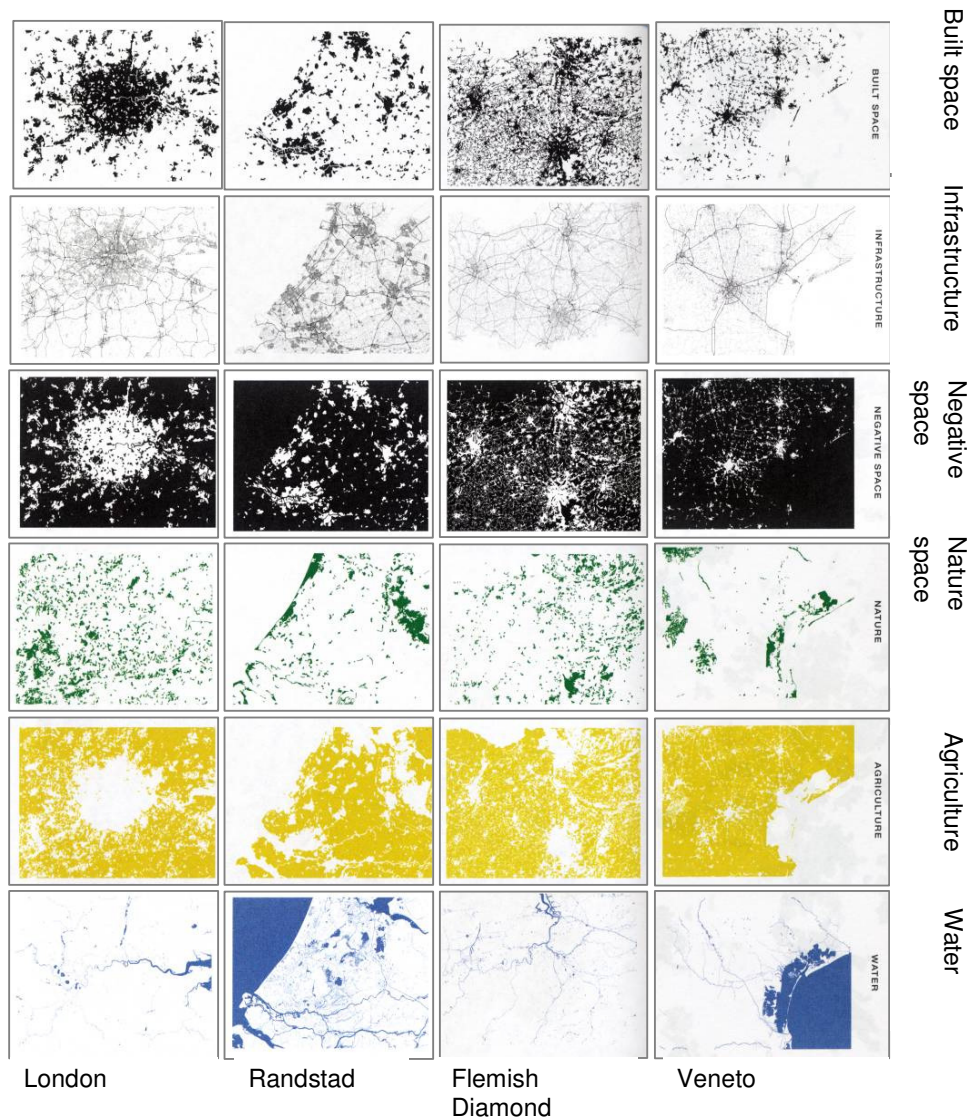 Built space
BUILT SPACE
Infrastructure
INFRASTRUCTURE
Negative
space
NEGATIVE SPACE
Nature
space
NATURE
Agriculture
AGRICULTURE
Water
WATER
London
Randstad
Flemish
Diamond
Veneto